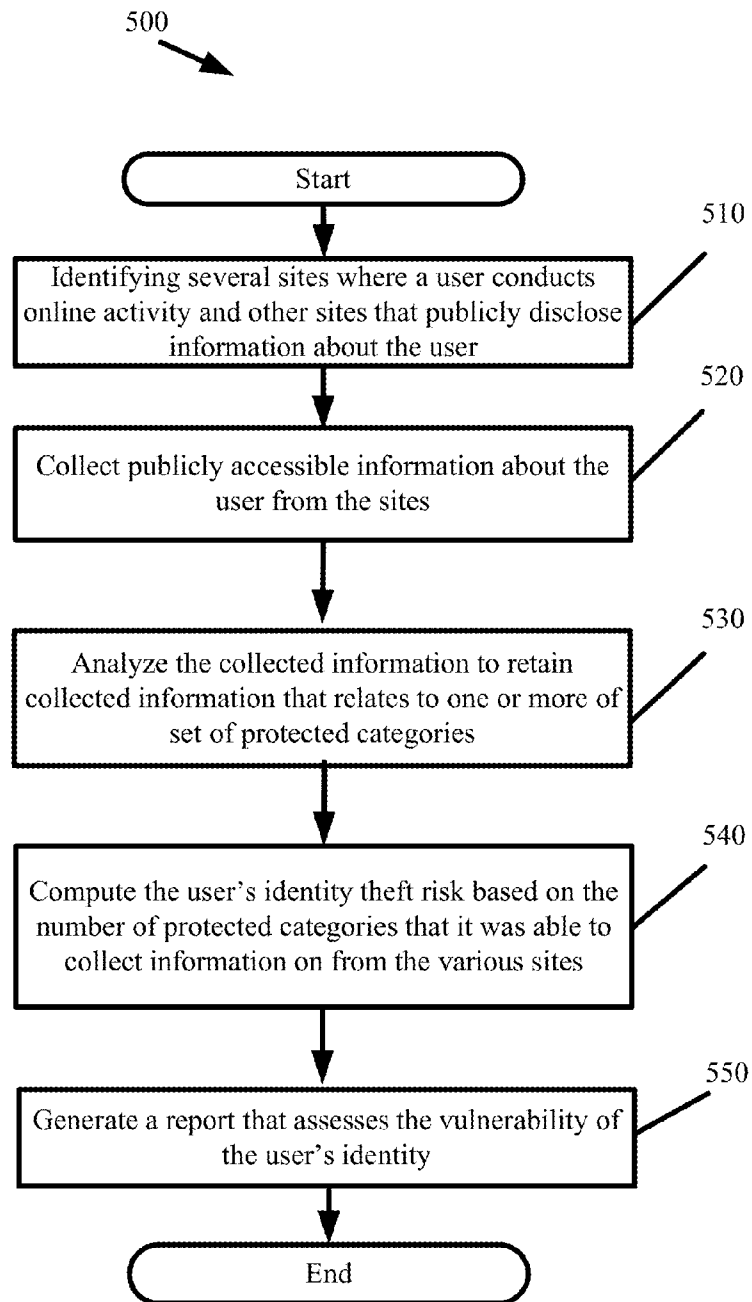 500
Start
510
Identifying several sites where a user conducts
online activity and other sites that publicly disclose
information about the user
520
Collect publicly accessible information about the
user from the sites
530
Analyze the collected information to retain
collected information that relates to one or more of
set of protected categories
540
Compute the user's identity theft risk based on the
number of protected categories that it was able to
collect information on from the various sites
550
Generate a report that assesses the vulnerability of
the user's identity
End